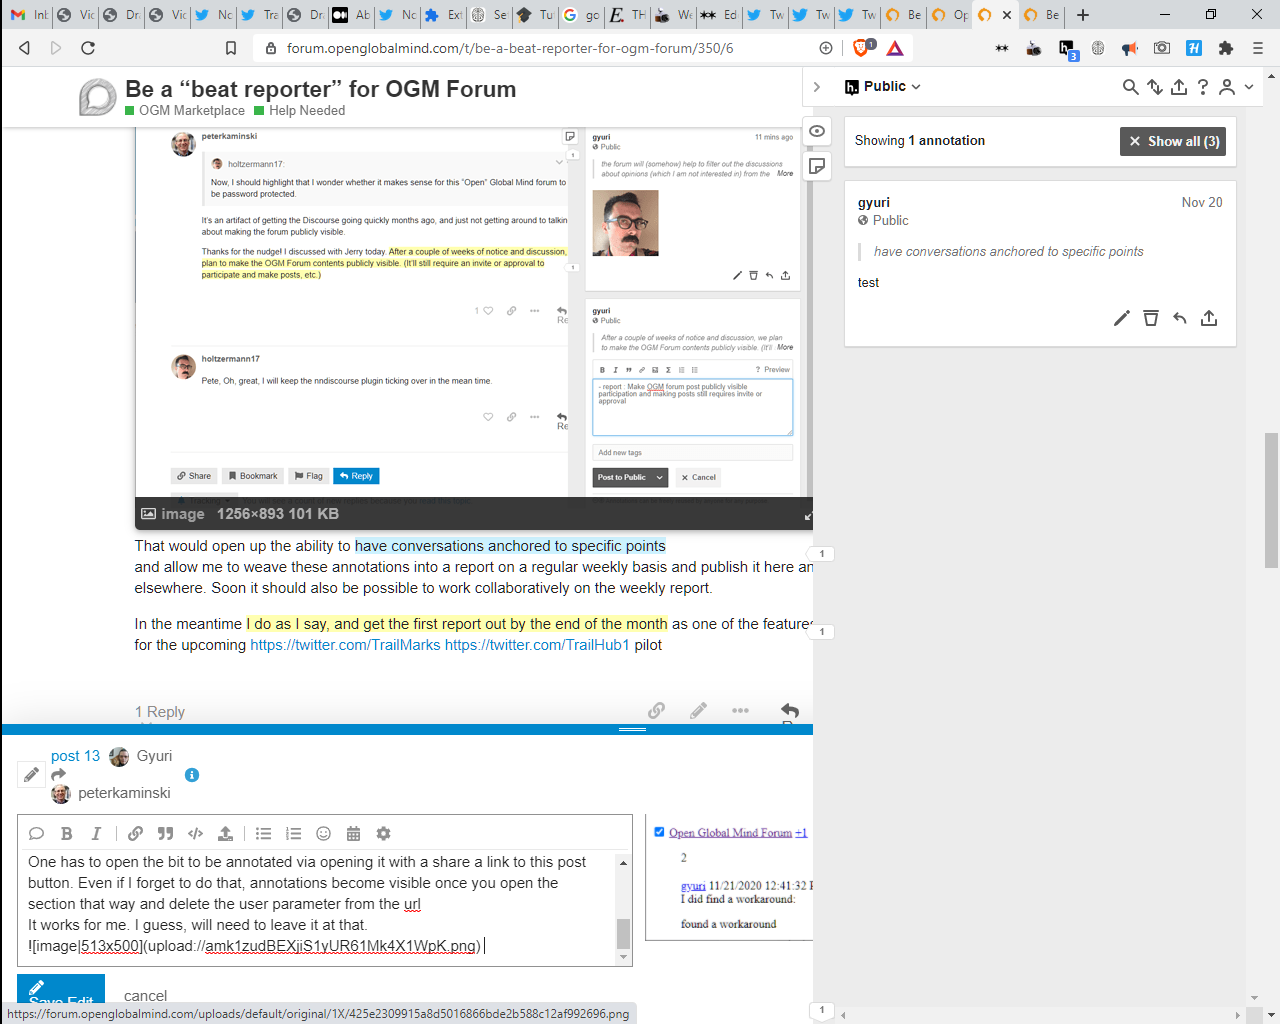 Inb
Vic
Dra
Vic
No
Tra
Dra
Ab
No
Ext
Se
Tu
go
TH
We
Ed
Tw
Tw
Tw
Be
Op
Be
forum.openglobalmind.com/t/be-a-beat-reporter-for-ogm-forum/350/6
1
3
Be a “beat reporter” for OGM Forum
OGM Marketplace Help Needed
Public
Showing 1 annotation
Show all (3)
gyuri Nov 20
Public
have conversations anchored to specific points
test
peterkaminski
holtzermann17:
Now, I should highlight that I wonder whether it makes sense for this “Open” Global Mind forum to
be password protected.
It’s an artifact of getting the Discourse going quickly months ago, and just not getting around to talkin
about making the forum publicly visible.
Thanks for the nudge! I discussed with Jerry today. After a couple of weeks of notice and discussion,
plan to make the OGM Forum contents publicly visible. (It’ll still require an invite or approval to
participate and make posts, etc.)
1
Re
holtzermann17
Pete, Oh, great, I will keep the nndiscourse plugin ticking over in the mean time.
Re
Share Bookmark Flag Reply
1
1
gyuri 11 mins ago
Public
the forum will (somehow) help to filter out the discussions
about opinions (which I am not interested in) from the More
gyuri
Public
After a couple of weeks of notice and discussion, we plan
to make the OGM Forum contents publicly visible. (It'll More
B I Preview
- report : Make OGM forum post publicly visible
participation and making posts still requires invite or
approval
Add new tags
Post to Public Cancel
image 1256×893 101 KB
That would open up the ability to have conversations anchored to specific points
and allow me to weave these annotations into a report on a regular weekly basis and publish it here an
elsewhere. Soon it should also be possible to work collaboratively on the weekly report.
In the meantime I do as I say, and get the first report out by the end of the month as one of the features
for the upcoming https://twitter.com/TrailMarks https://twitter.com/TrailHub1 pilot
1
1
1 Reply
post 13 Gyuri
peterkaminski
B I
One has to open the bit to be annotated via opening it with a share a link to this post
button. Even if I forget to do that, annotations become visible once you open the
section that way and delete the user parameter from the url
It works for me. I guess, will need to leave it at that.
![image|513x500](upload://amk1zudBEXjiS1yUR61Mk4X1WpK.png)
Open Global Mind Forum +1
2
gyuri 11/21/2020 12:41:32 P
I did find a workaround:
found a workaround
Save Edit cancel
https://forum.openglobalmind.com/uploads/default/original/1X/425e2309915a8d5016866bde2b588c12af992696.png
1